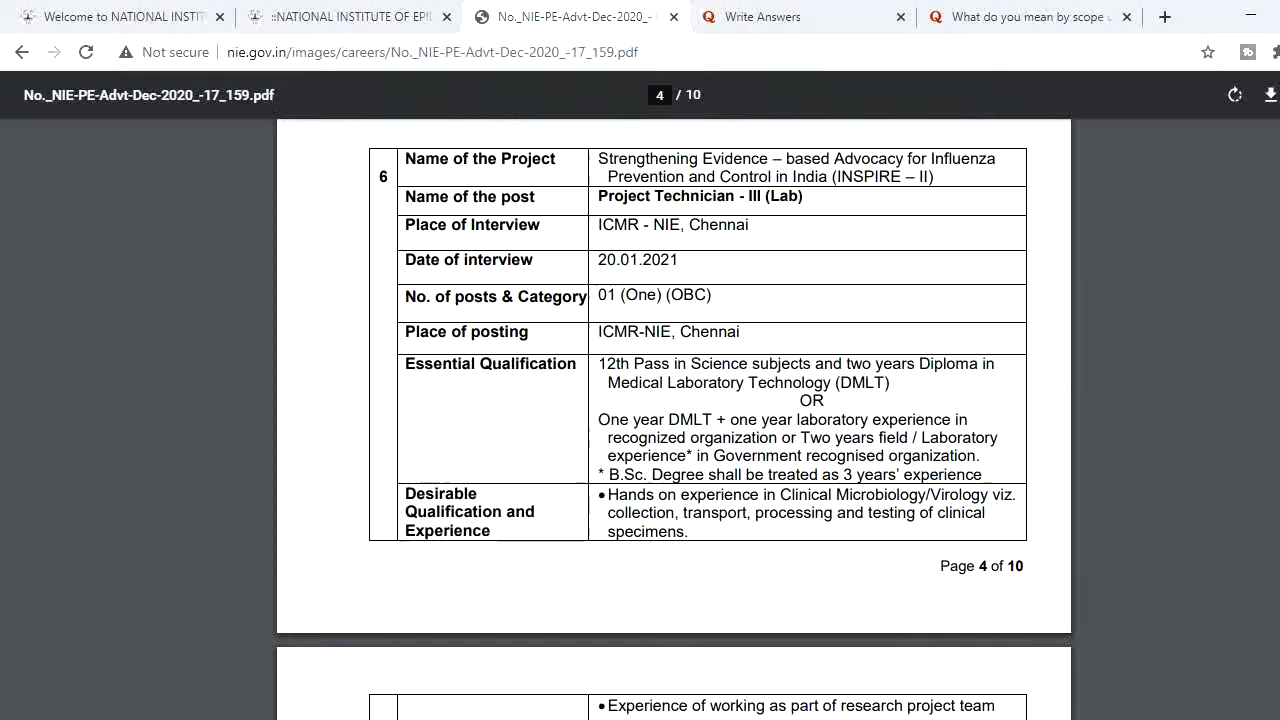 Welcome to NATIONAL INSTIT
::NATIONAL INSTITUTE OF EPI
No._NIE-PE-Advt-Dec-2020_-
Write Answers
What do you mean by scope
Not secure
nie.gov.in/images/careers/No._NIE-PE-Advt-Dec-2020_-17_159.pdf
No._NIE-PE-Advt-Dec-2020_-17_159.pdf
4 / 10
6
Name of the Project
Strengthening Evidence – based Advocacy for Influenza
Prevention and Control in India (INSPIRE – II)
Name of the post
Project Technician - III (Lab)
Place of Interview
ICMR - NIE, Chennai
Date of interview
20.01.2021
No. of posts & Category
01 (One) (OBC)
Place of posting
ICMR-NIE, Chennai
Essential Qualification
12th Pass in Science subjects and two years Diploma in
Medical Laboratory Technology (DMLT)
OR
One year DMLT + one year laboratory experience in
recognized organization or Two years field / Laboratory
experience* in Government recognised organization.
* B.Sc. Degree shall be treated as 3 years’ experience
Desirable
Qualification and
Experience
• Hands on experience in Clinical Microbiology/Virology viz.
collection, transport, processing and testing of clinical
specimens.
Page 4 of 10
• Experience of working as part of research project team